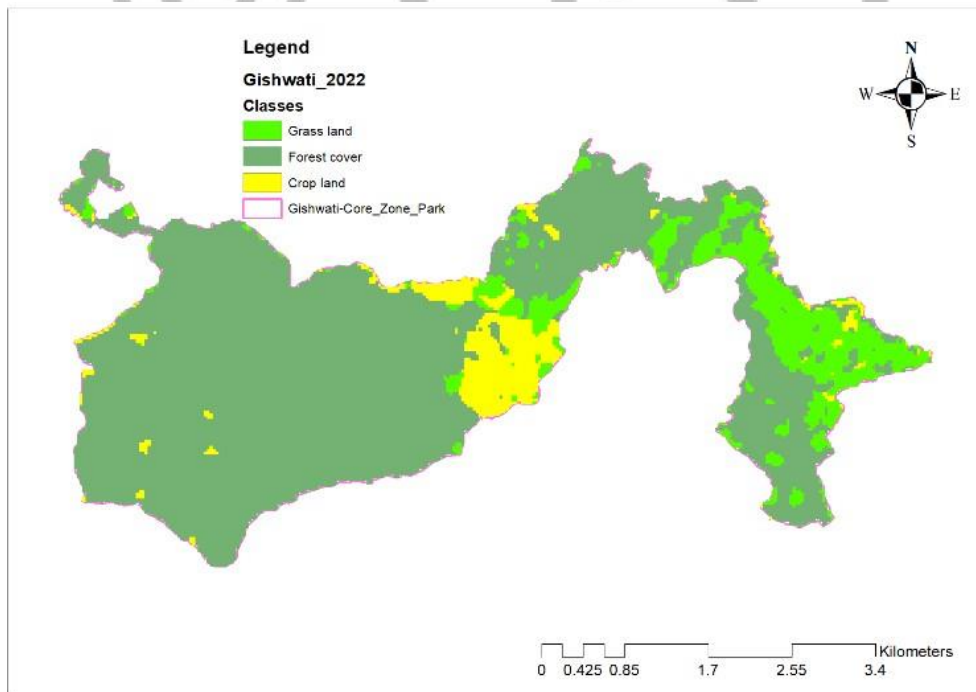 Legend
Gishwati_2022
Classes
Grass land
Forest cover
Crop land
Gishwati-Core_Zone_Park
N
W E
S
Kilometers
0 0.425 0.85 1.7 2.55 3.4